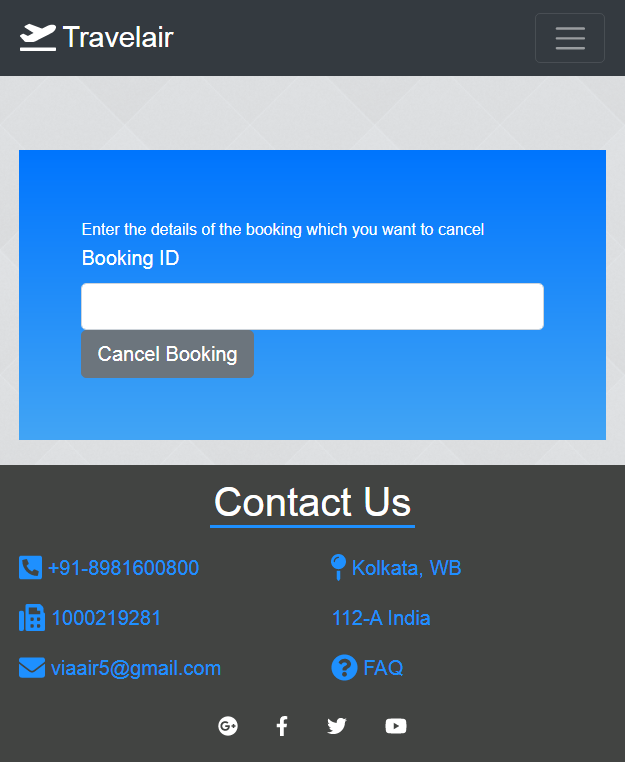 Travelair
Enter the details of the booking which you want to cancel
Booking ID
Cancel Booking
Contact Us
+91-8981600800
Kolkata, WB
1000219281
112-A India
viaair5@gmail.com
FAQ